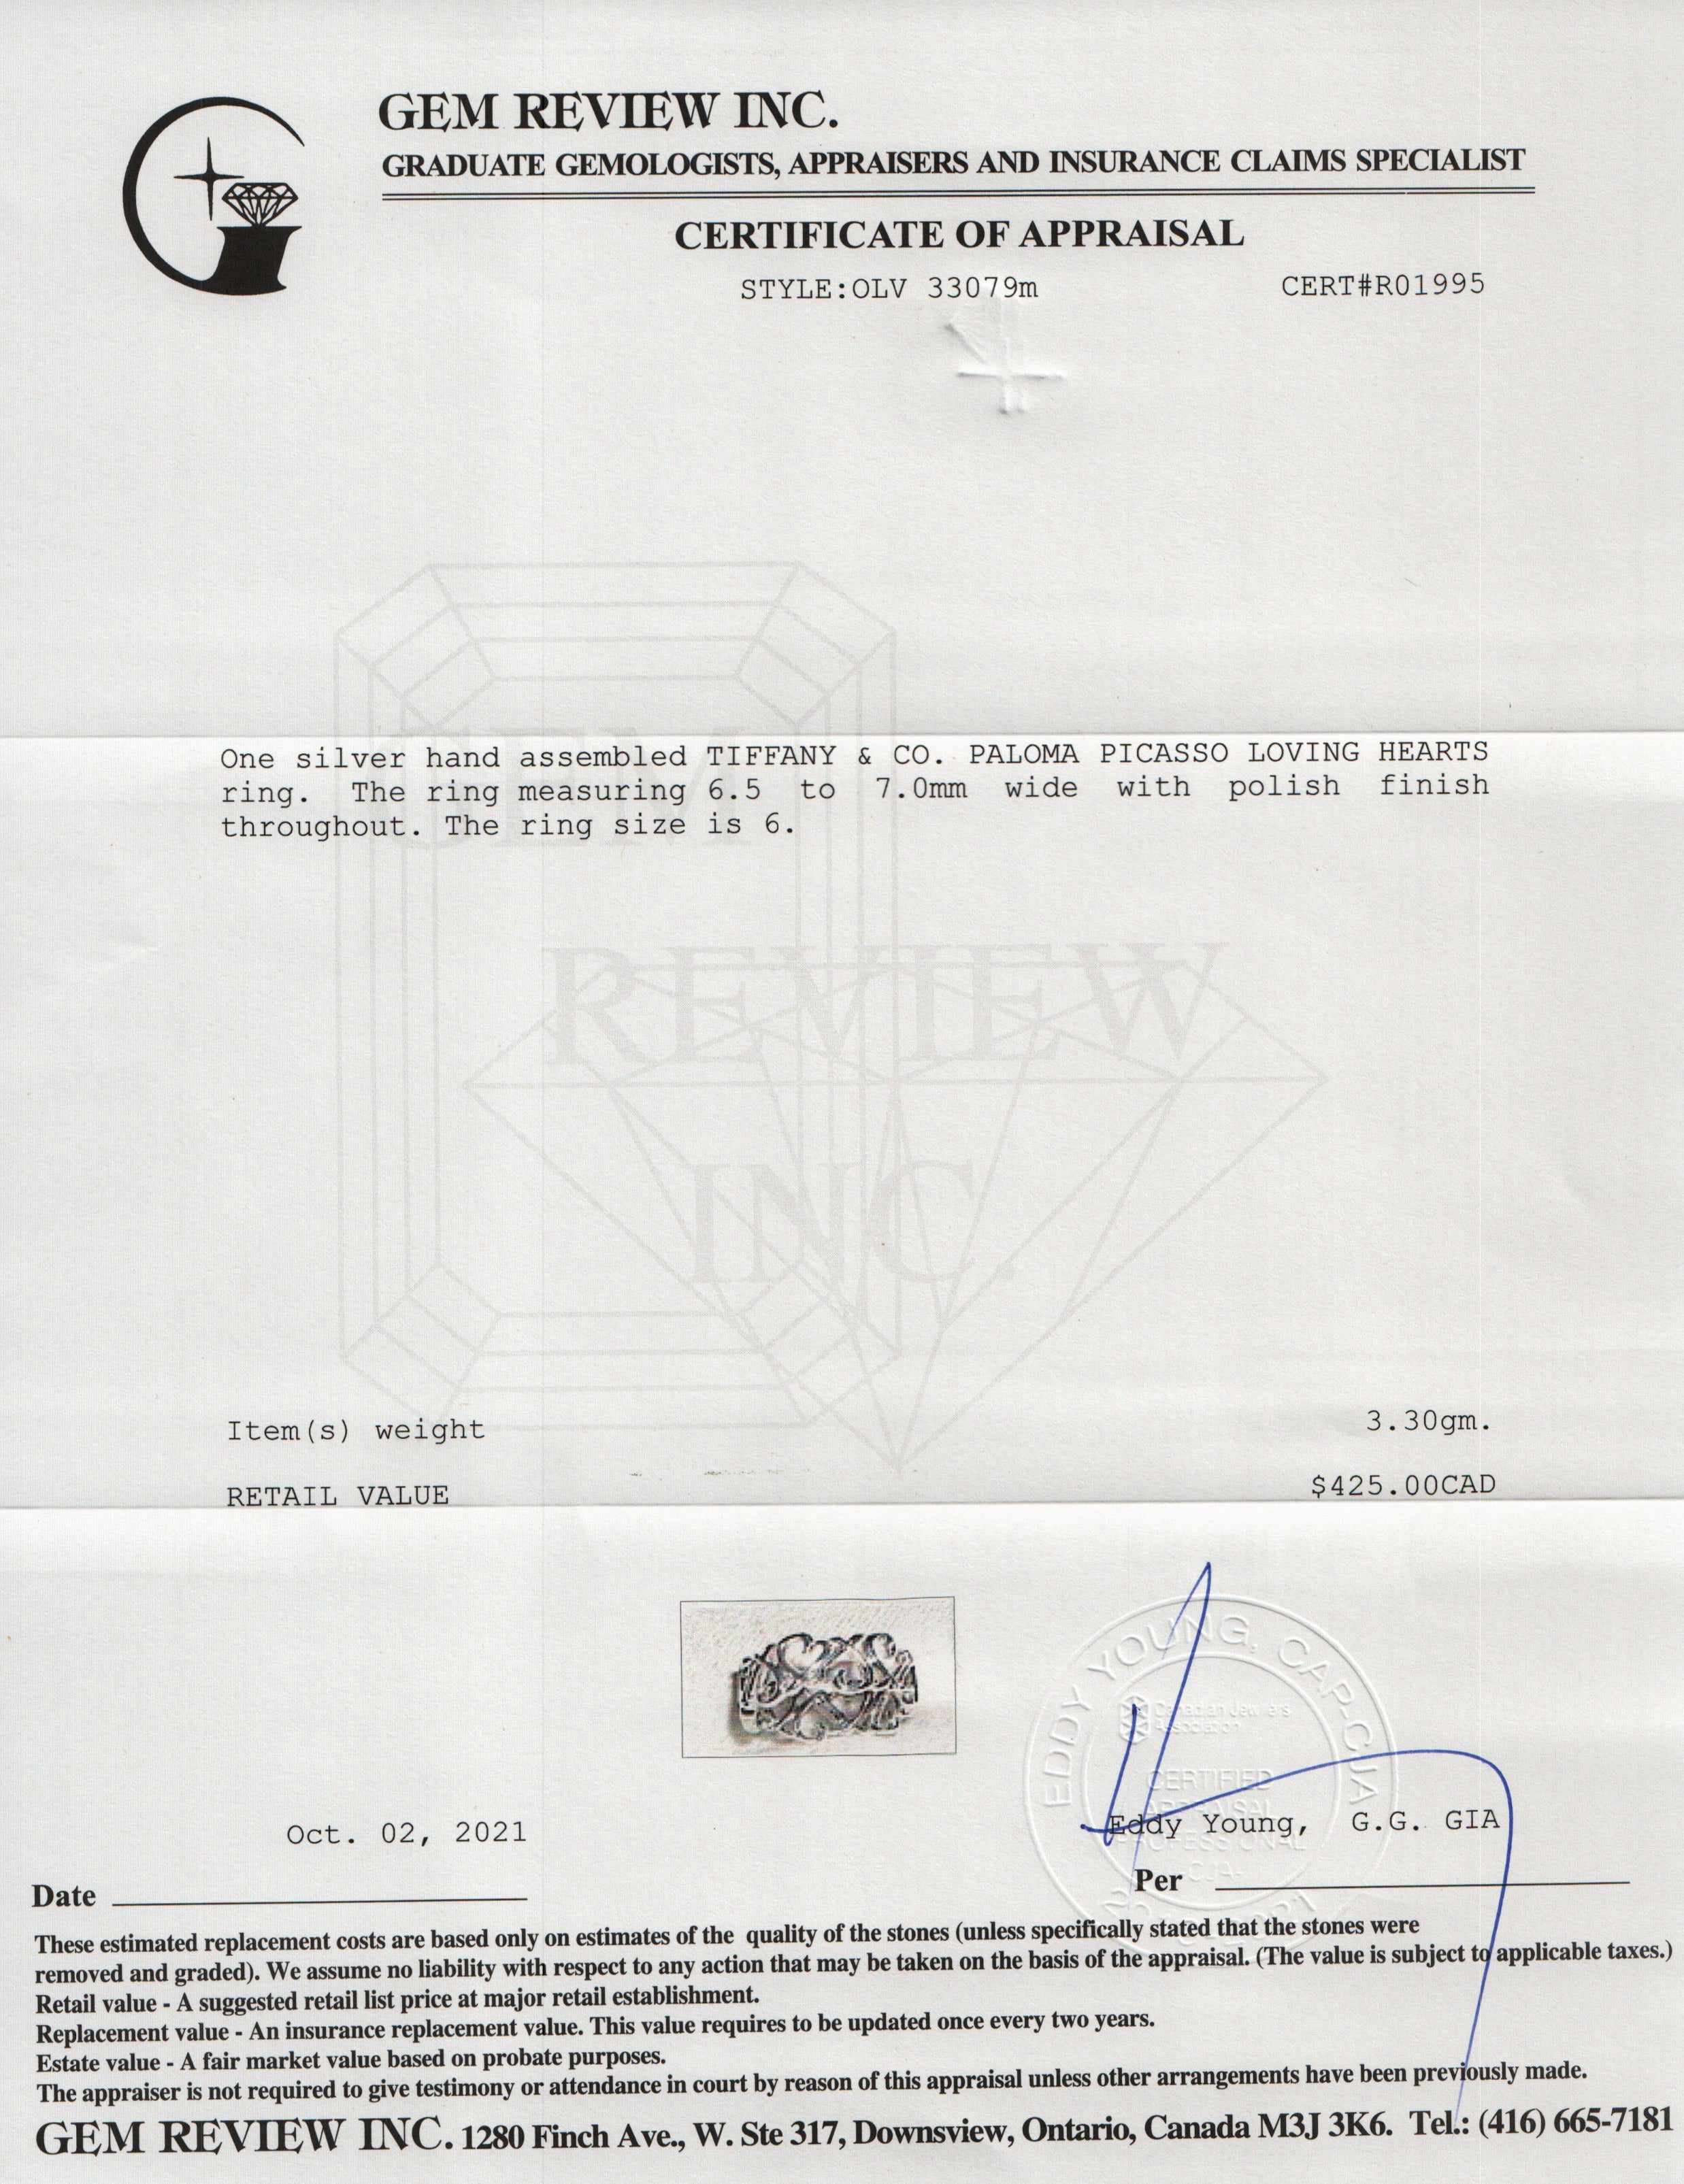 GEM REVIEW INC.
GRADUATE GEMOLOGISTS, APPRAISERS AND INSURANCE CLAIMS SPECIALIST
CERTIFICATE OF APPRAISAL
STYLE:OLV 33079m
CERT#R01995
GEM
One silver hand assembled TIFFANY & CO. PALOMA PICASSO LOVING HEARTS
ring. The ring measuring 6.5 to 7.0mm wide with polish finish
throughout. The ring size is 6.
REVIEW
INC.
Item(s) weight 3.30gm.
RETAIL VALUE $425.00CAD
EDDY YOUNG, CAP-CJA
Canadian Jewellers
Association
CERTIFIED
APPRAISAL
PROFESSIONAL
Oct. 02, 2021
Eddy Young, G.G. GIA
Date
Per
These estimated replacement costs are based only on estimates of the quality of the stones (unless specifically stated that the stones were
removed and graded). We assume no liability with respect to any action that may be taken on the basis of the appraisal. (The value is subject to applicable taxes.)
Retail value - A suggested retail list price at major retail establishment.
Replacement value - An insurance replacement value. This value requires to be updated once every two years.
Estate value - A fair market value based on probate purposes.
The appraiser is not required to give testimony or attendance in court by reason of this appraisal unless other arrangements have been previously made.
GEM REVIEW INC. 1280 Finch Ave., W. Ste 317, Downsview, Ontario, Canada M3J 3K6. Tel.: (416) 665-7181